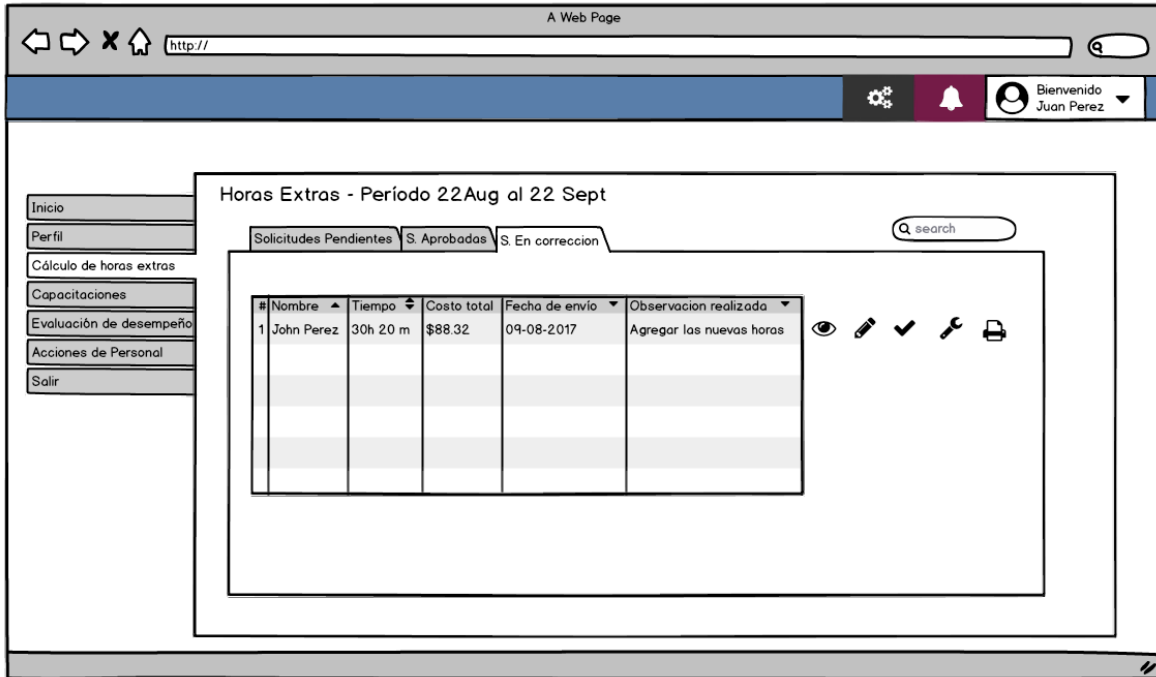 A Web Page
http://
Bienvenido
Juan Perez
Horas Extras - Período 22Aug al 22 Sept
Inicio
Perfil
Cálculo de horas extras
Capacitaciones
Evaluación de desempeño
Acciones de Personal
Salir
search
Solicitudes Pendientes S. Aprobadas S. En correccion
# Nombre Tiempo Costo total Fecha de envío Observacion realizada
1 John Perez 30h 20 m $88.32 09-08-2017 Agregar las nuevas horas